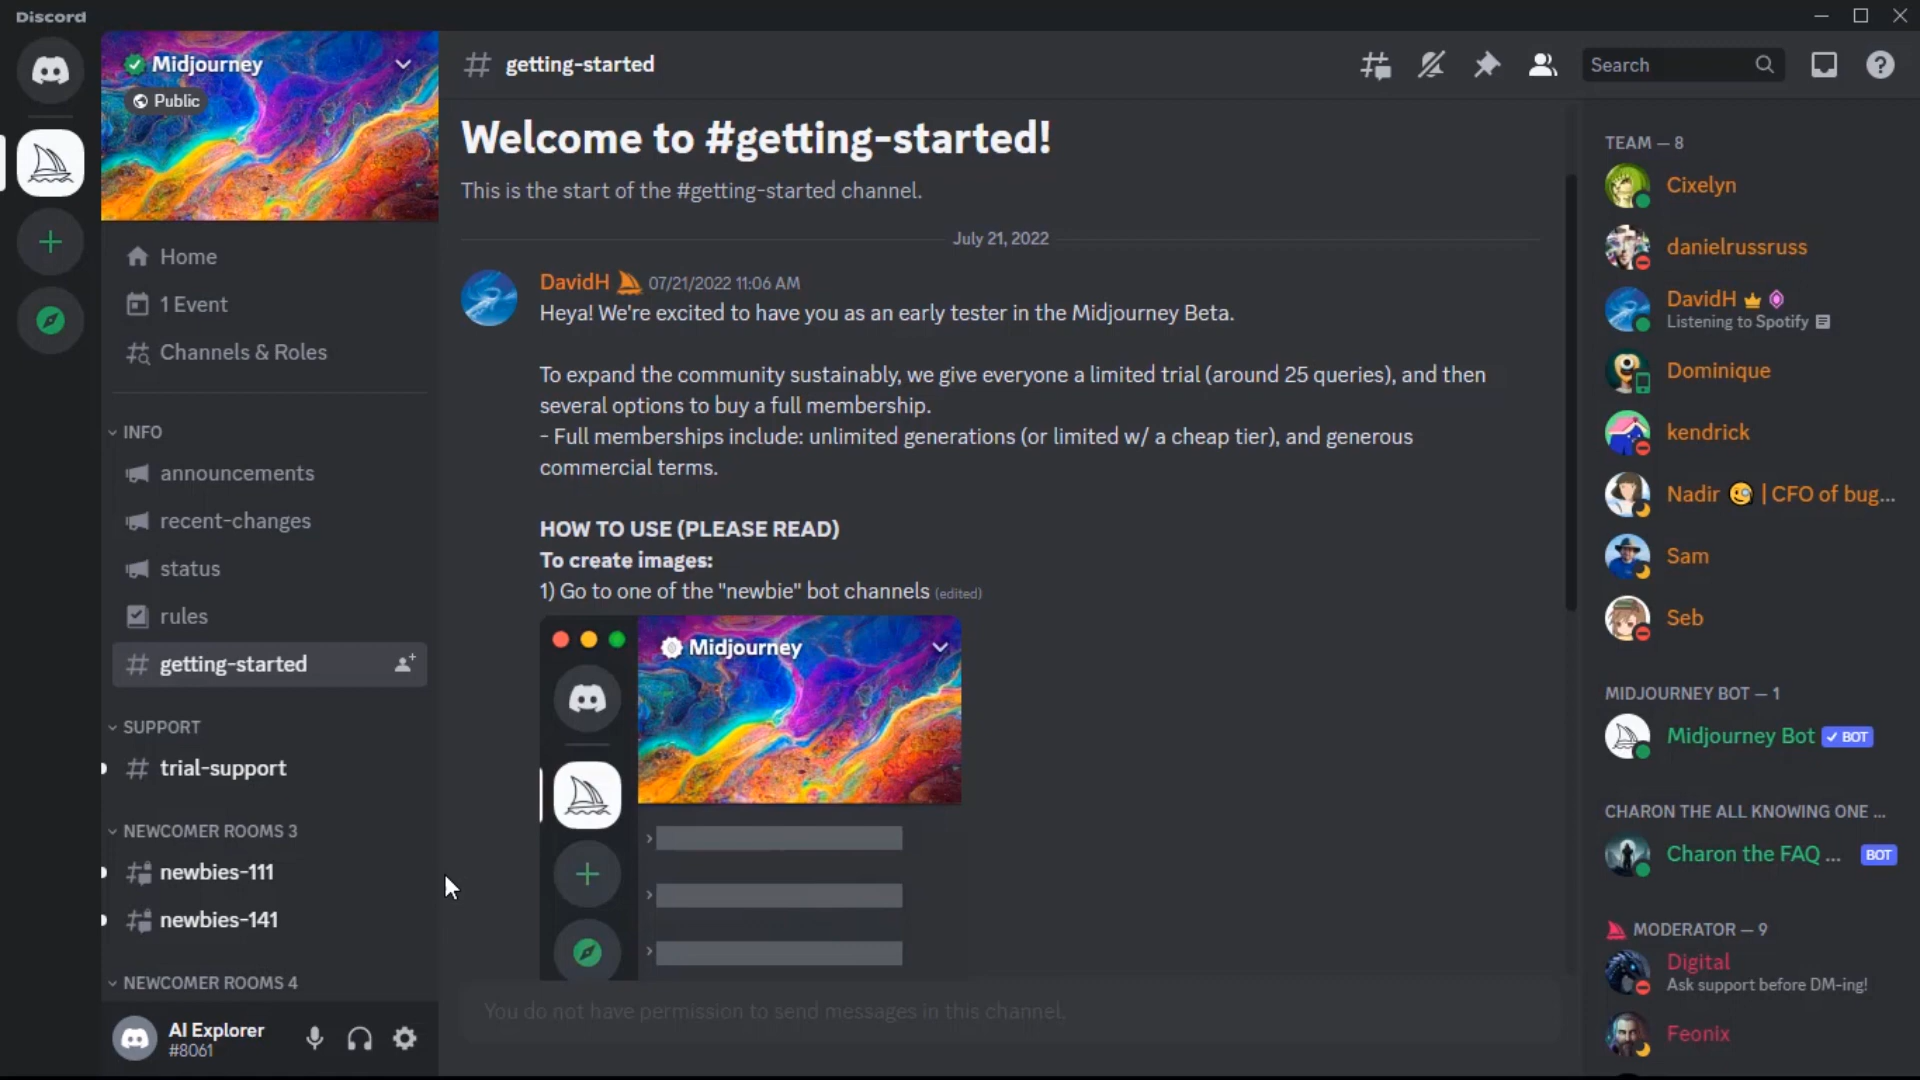 Discord
Midjourney
Public
Home
1 Event
Channels & Roles
INFO
announcements
recent-changes
status
rules
getting-started
SUPPORT
trial-support
NEWCOMER ROOMS 3
newbies-111
newbies-141
NEWCOMER ROOMS 4
AI Explorer
#8061
getting-started
Search
Welcome to #getting-started!
This is the start of the #getting-started channel.
July 21, 2022
DavidH 07/21/2022 11:06 AM
Heya! We're excited to have you as an early tester in the Midjourney Beta.
To expand the community sustainably, we give everyone a limited trial (around 25 queries), and then
several options to buy a full membership.
- Full memberships include: unlimited generations (or limited w/ a cheap tier), and generous
commercial terms.
HOW TO USE (PLEASE READ)
To create images:
1) Go to one of the "newbie" bot channels (edited)
Midjourney
You do not have permission to send messages in this channel.
TEAM — 8
Cixelyn
danielrussruss
DavidH
Listening to Spotify
Dominique
kendrick
Nadir 🧐 | CFO of bug...
Sam
Seb
MIDJOURNEY BOT — 1
Midjourney Bot ✓ BOT
CHARON THE ALL KNOWING ONE ...
Charon the FAQ ... BOT
MODERATOR — 9
Digital
Ask support before DM-ing!
Feonix